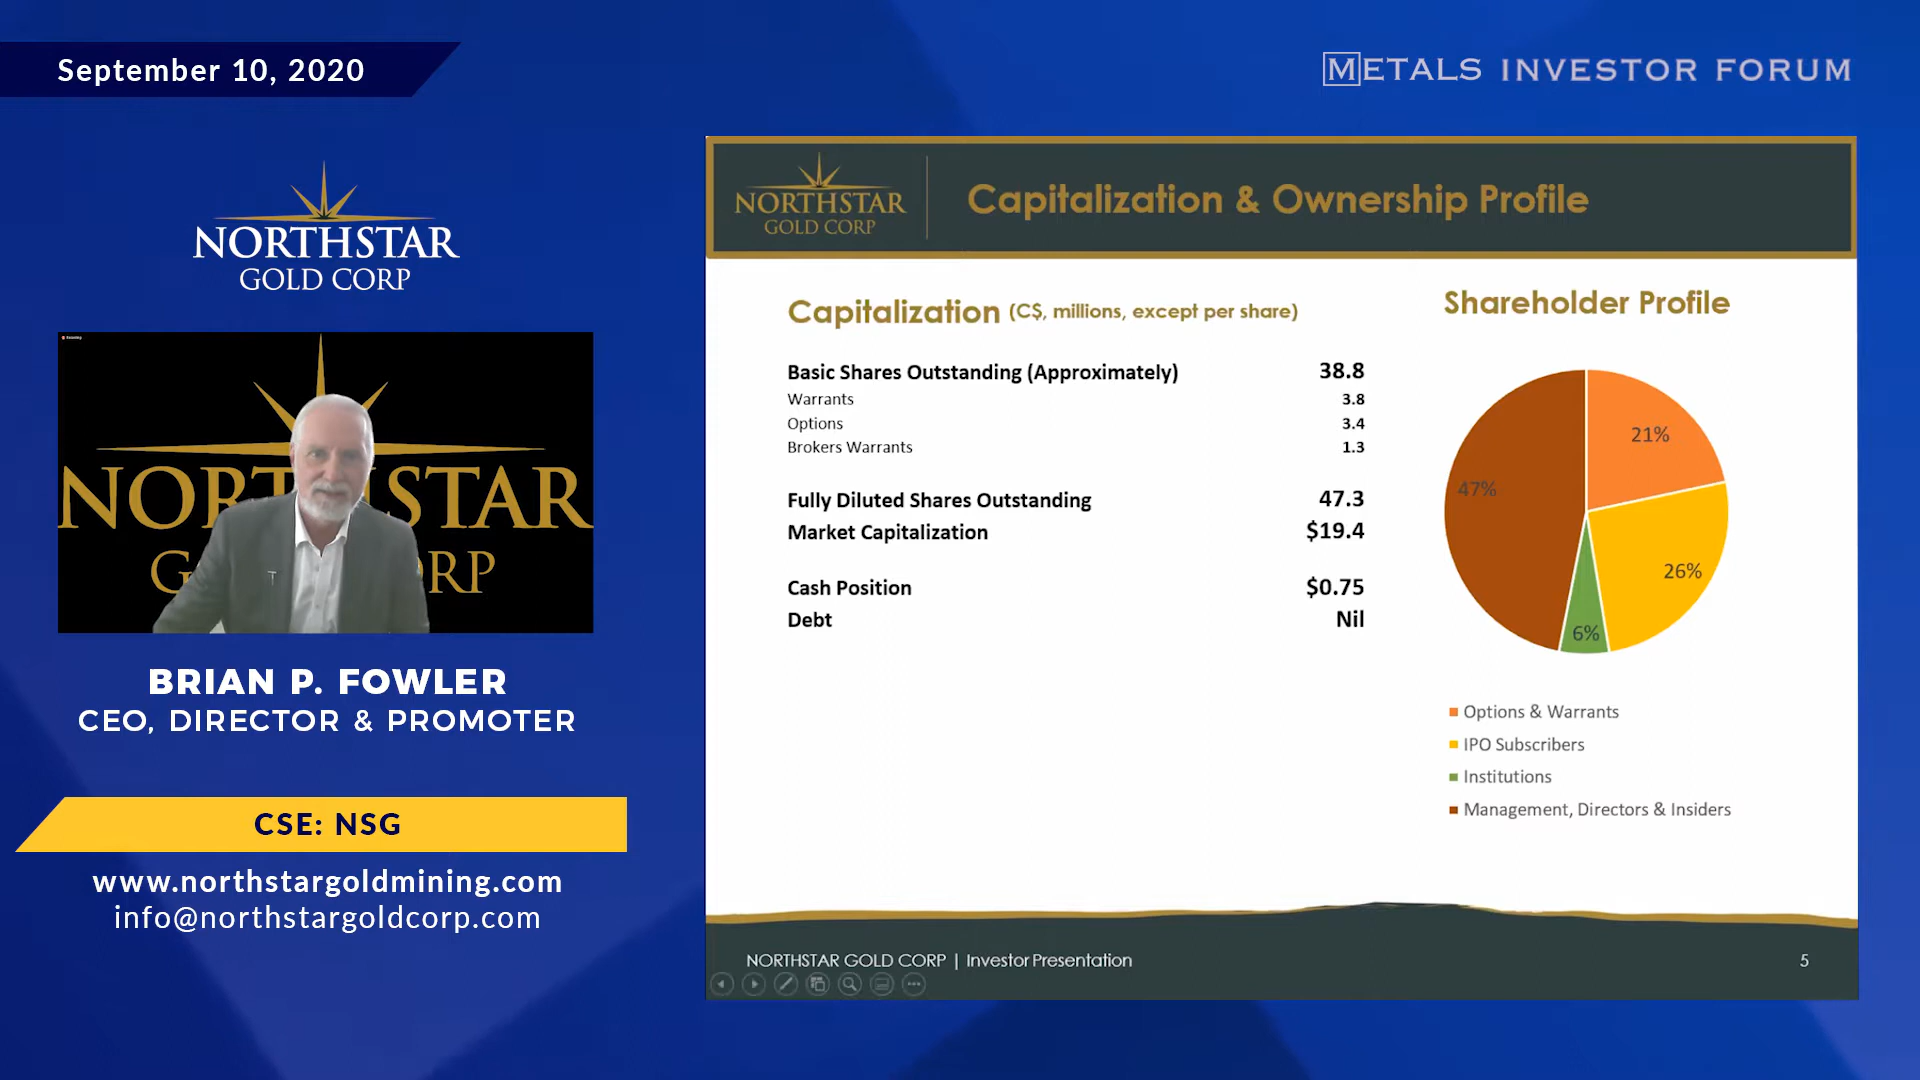 September 10, 2020
METALS INVESTOR FORUM
NORTHSTAR
GOLD CORP
BRIAN P. FOWLER
CEO, DIRECTOR & PROMOTER
CSE: NSG
www.northstargoldmining.com
info@northstargoldcorp.com
NORTHSTAR
GOLD CORP
Capitalization & Ownership Profile
Capitalization (C$, millions, except per share)
Basic Shares Outstanding (Approximately) 38.8
Warrants 3.8
Options 3.4
Brokers Warrants 1.3
Fully Diluted Shares Outstanding 47.3
Market Capitalization $19.4
Cash Position $0.75
Debt Nil
Shareholder Profile
21%
47%
26%
6%
Options & Warrants
IPO Subscribers
Institutions
Management, Directors & Insiders
NORTHSTAR GOLD CORP | Investor Presentation 5